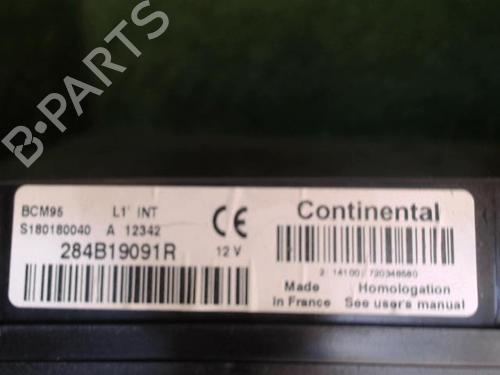 B-PARTS
BCM95 L1' INT
S180180040 A 12342
284B19091R 12 V
CE
Continental
2 14100 720348580
Made in France
Homologation
See user's manual